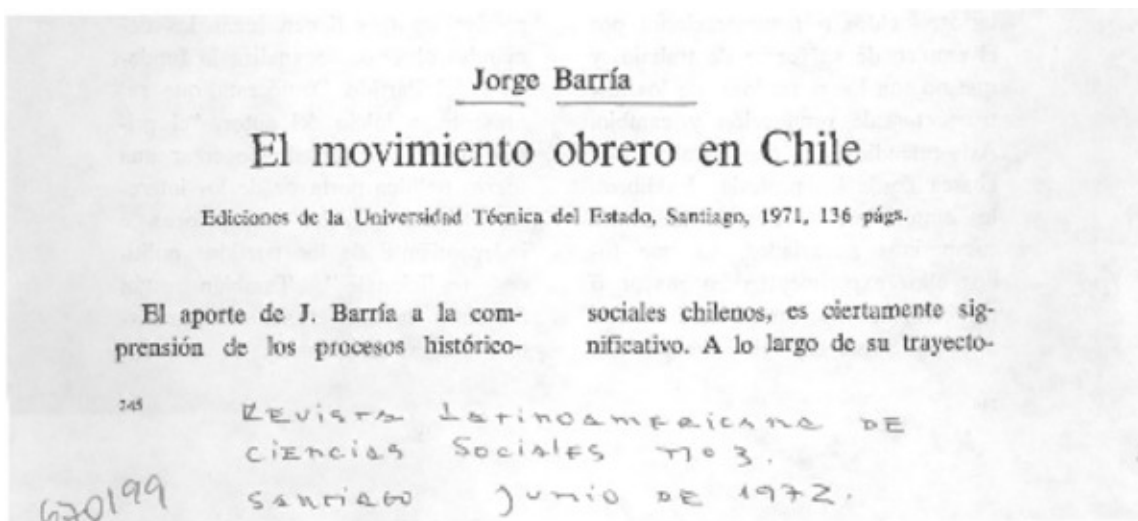 Jorge Barría
El movimiento obrero en Chile
Ediciones de la Universidad Técnica del Estado, Santiago, 1971, 136 págs.
El aporte de J. Barría a la com-
prensión de los procesos histórico-
sociales chilenos, es ciertamente sig-
nificativo. A lo largo de su trayecto-
REvista LatinoamERicana DE
CiENcias SocialES no 3.
Santiago junio DE 1972.